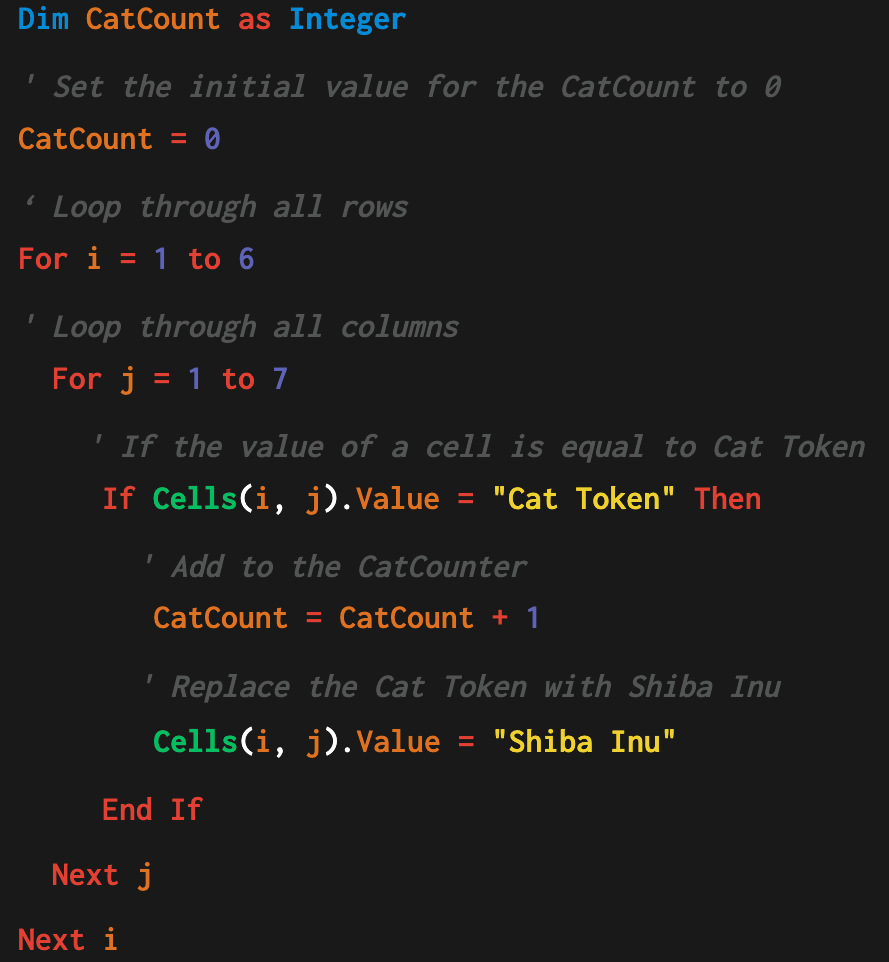 Dim CatCount as Integer
' Set the initial value for the CatCount to 0
CatCount = 0
‘ Loop through all rows
For i = 1 to 6
' Loop through all columns
For j = 1 to 7
' If the value of a cell is equal to Cat Token
If Cells(i, j).Value = "Cat Token" Then
' Add to the CatCounter
CatCount = CatCount + 1
' Replace the Cat Token with Shiba Inu
Cells(i, j).Value = "Shiba Inu"
End If
Next j
Next i